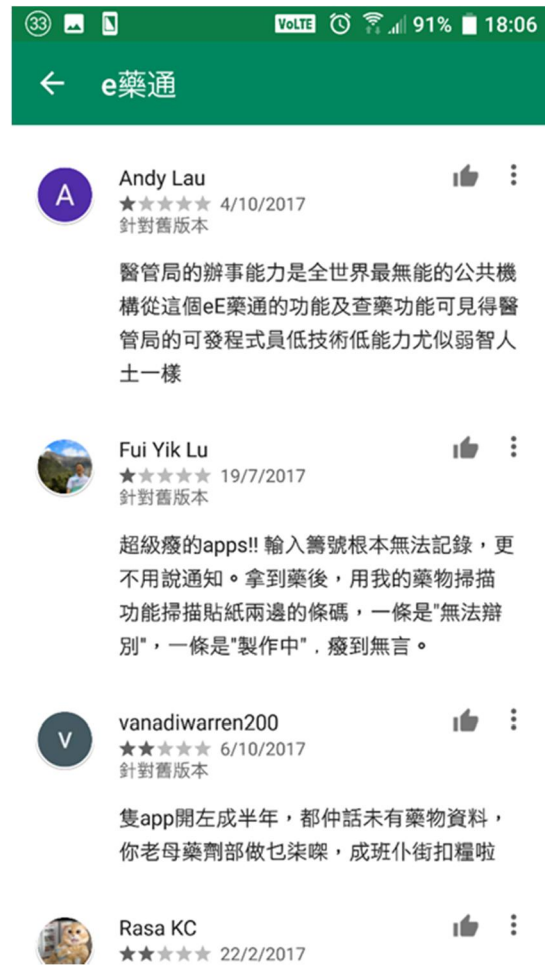 33 VoLTE 91% 18:06
e藥通
A
Andy Lau
4/10/2017
針對舊版本
醫管局的辦事能力是全世界最無能的公共機
構從這個eE藥通的功能及查藥功能可見得醫
管局的可發程式員低技術低能力尤似弱智人
士一樣
Fui Yik Lu
19/7/2017
針對舊版本
超級癈的apps!! 輸入籌號根本無法記錄，更
不用說通知。拿到藥後，用我的藥物掃描
功能掃描貼紙兩邊的條碼，一條是"無法辯
別"，一條是"製作中"﹒癈到無言。
V
vanadiwarren200
6/10/2017
針對舊版本
隻app開左成半年，都仲話未有藥物資料，
你老母藥劑部做乜柒㗎，成班仆街扣糧啦
Rasa KC
22/2/2017